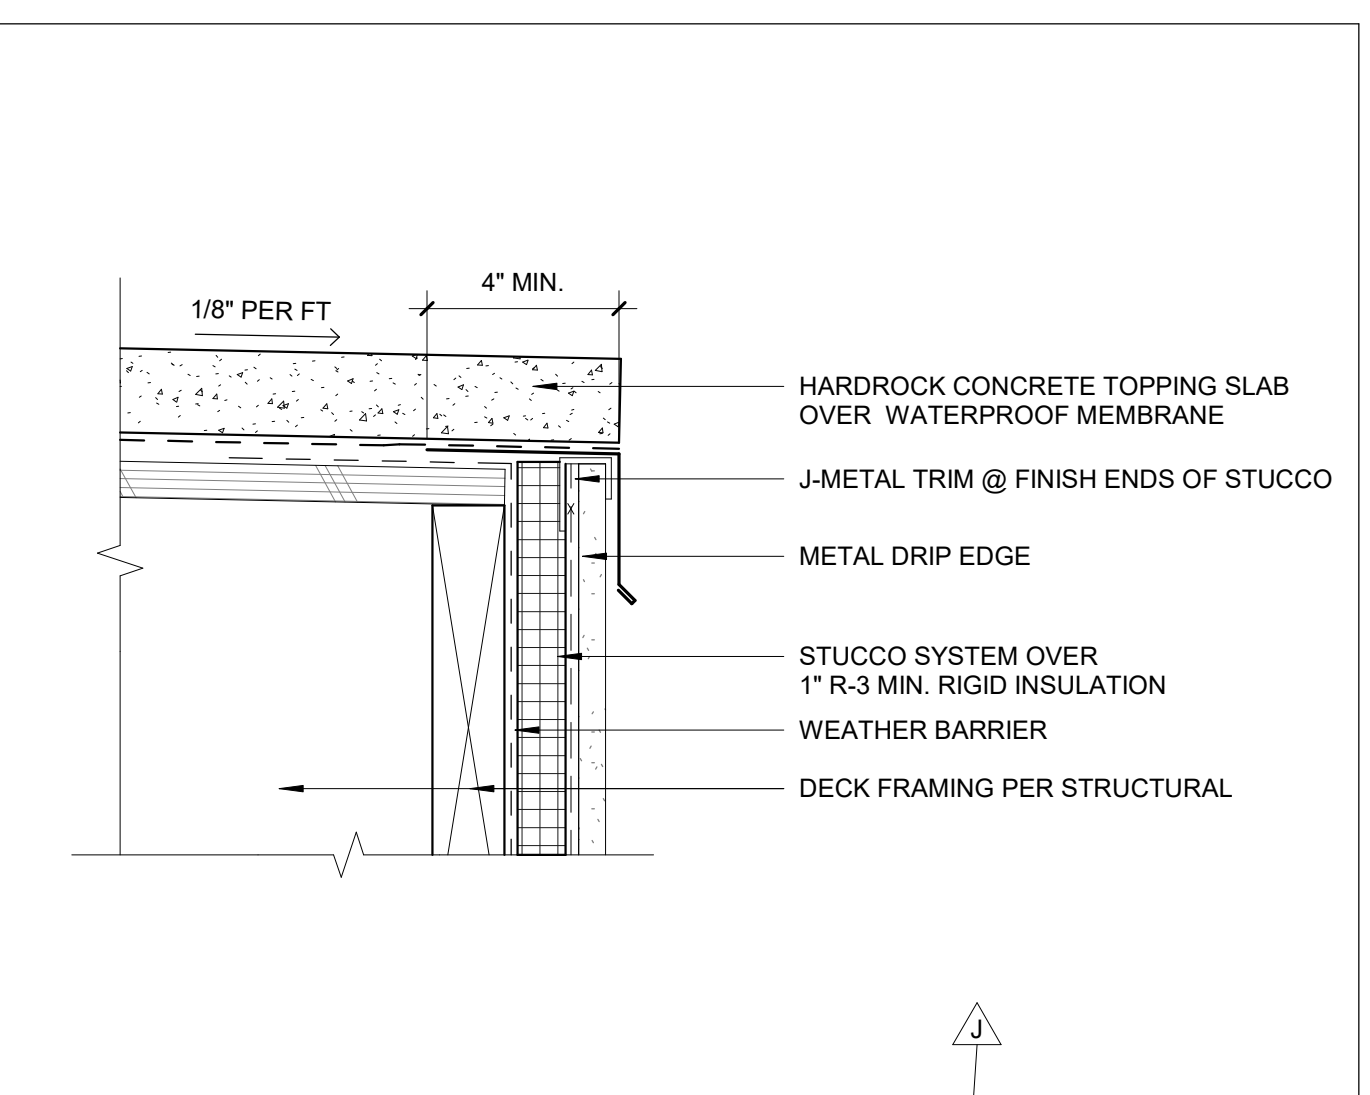 4" MIN.
1/8" PER FT
HARDROCK CONCRETE TOPPING SLAB
OVER WATERPROOF MEMBRANE
J-METAL TRIM @ FINISH ENDS OF STUCCO
METAL DRIP EDGE
STUCCO SYSTEM OVER
1" R-3 MIN. RIGID INSULATION
WEATHER BARRIER
DECK FRAMING PER STRUCTURAL
J